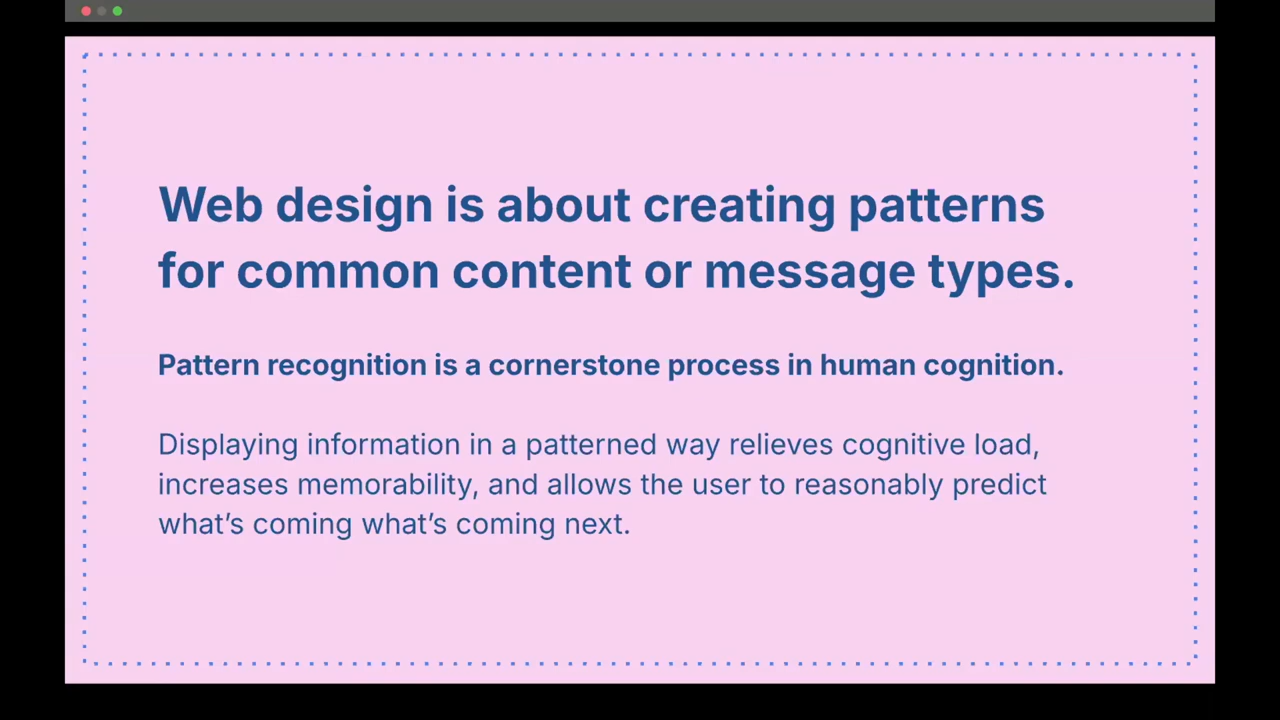 Web design is about creating patterns
for common content or message types.
Pattern recognition is a cornerstone process in human cognition.
Displaying information in a patterned way relieves cognitive load,
increases memorability, and allows the user to reasonably predict
what’s coming what’s coming next.